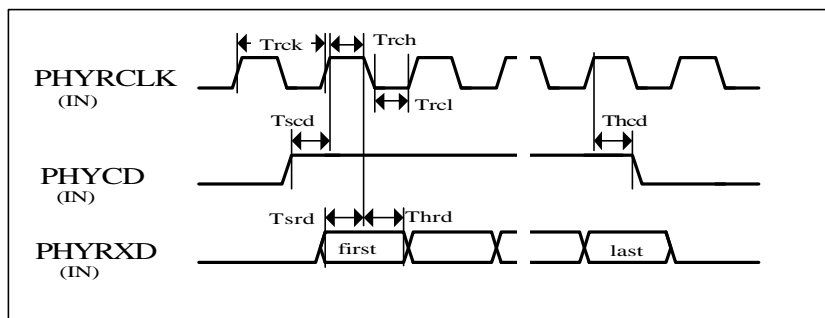 Trck
Trch
PHYRCLK
(IN)
Trcl
Tscd
Thcd
PHYCD
(IN)
Tsrd
Thrd
PHYRXD
first
last
(IN)